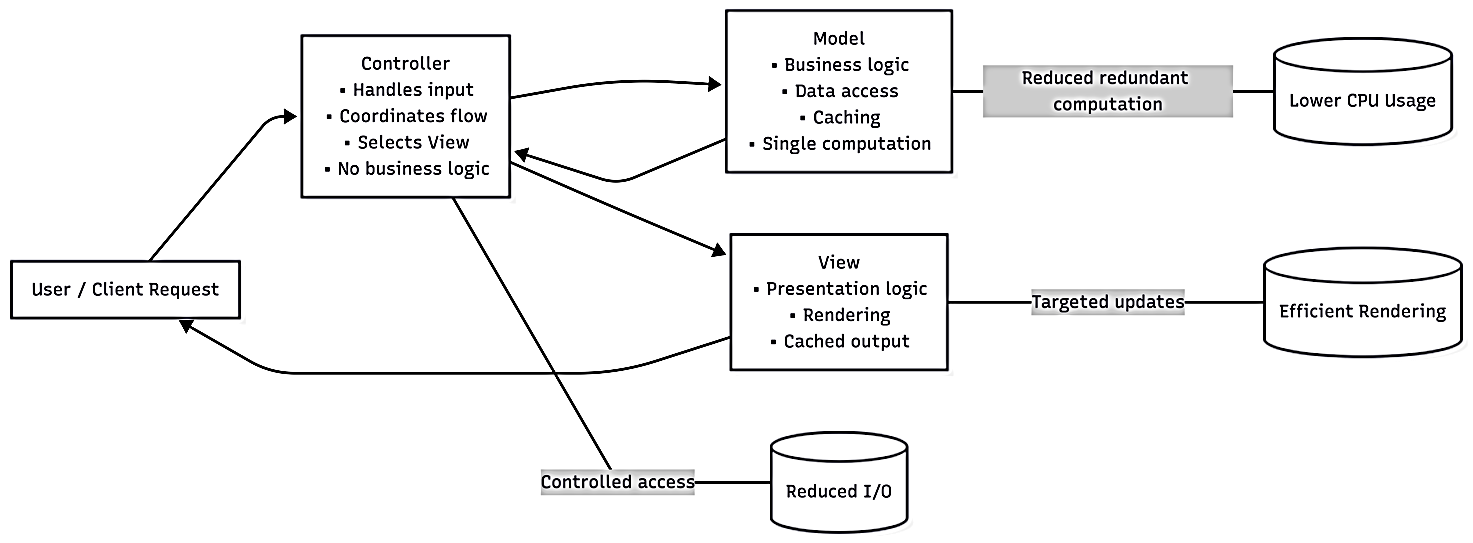 Controller
▪ Handles input
▪ Coordinates flow
▪ Selects View
▪ No business logic
Model
▪ Business logic
▪ Data access
▪ Caching
▪ Single computation
Reduced redundant
computation
Lower CPU Usage
User / Client Request
View
▪ Presentation logic
▪ Rendering
▪ Cached output
Targeted updates
Efficient Rendering
Controlled access
Reduced I/O